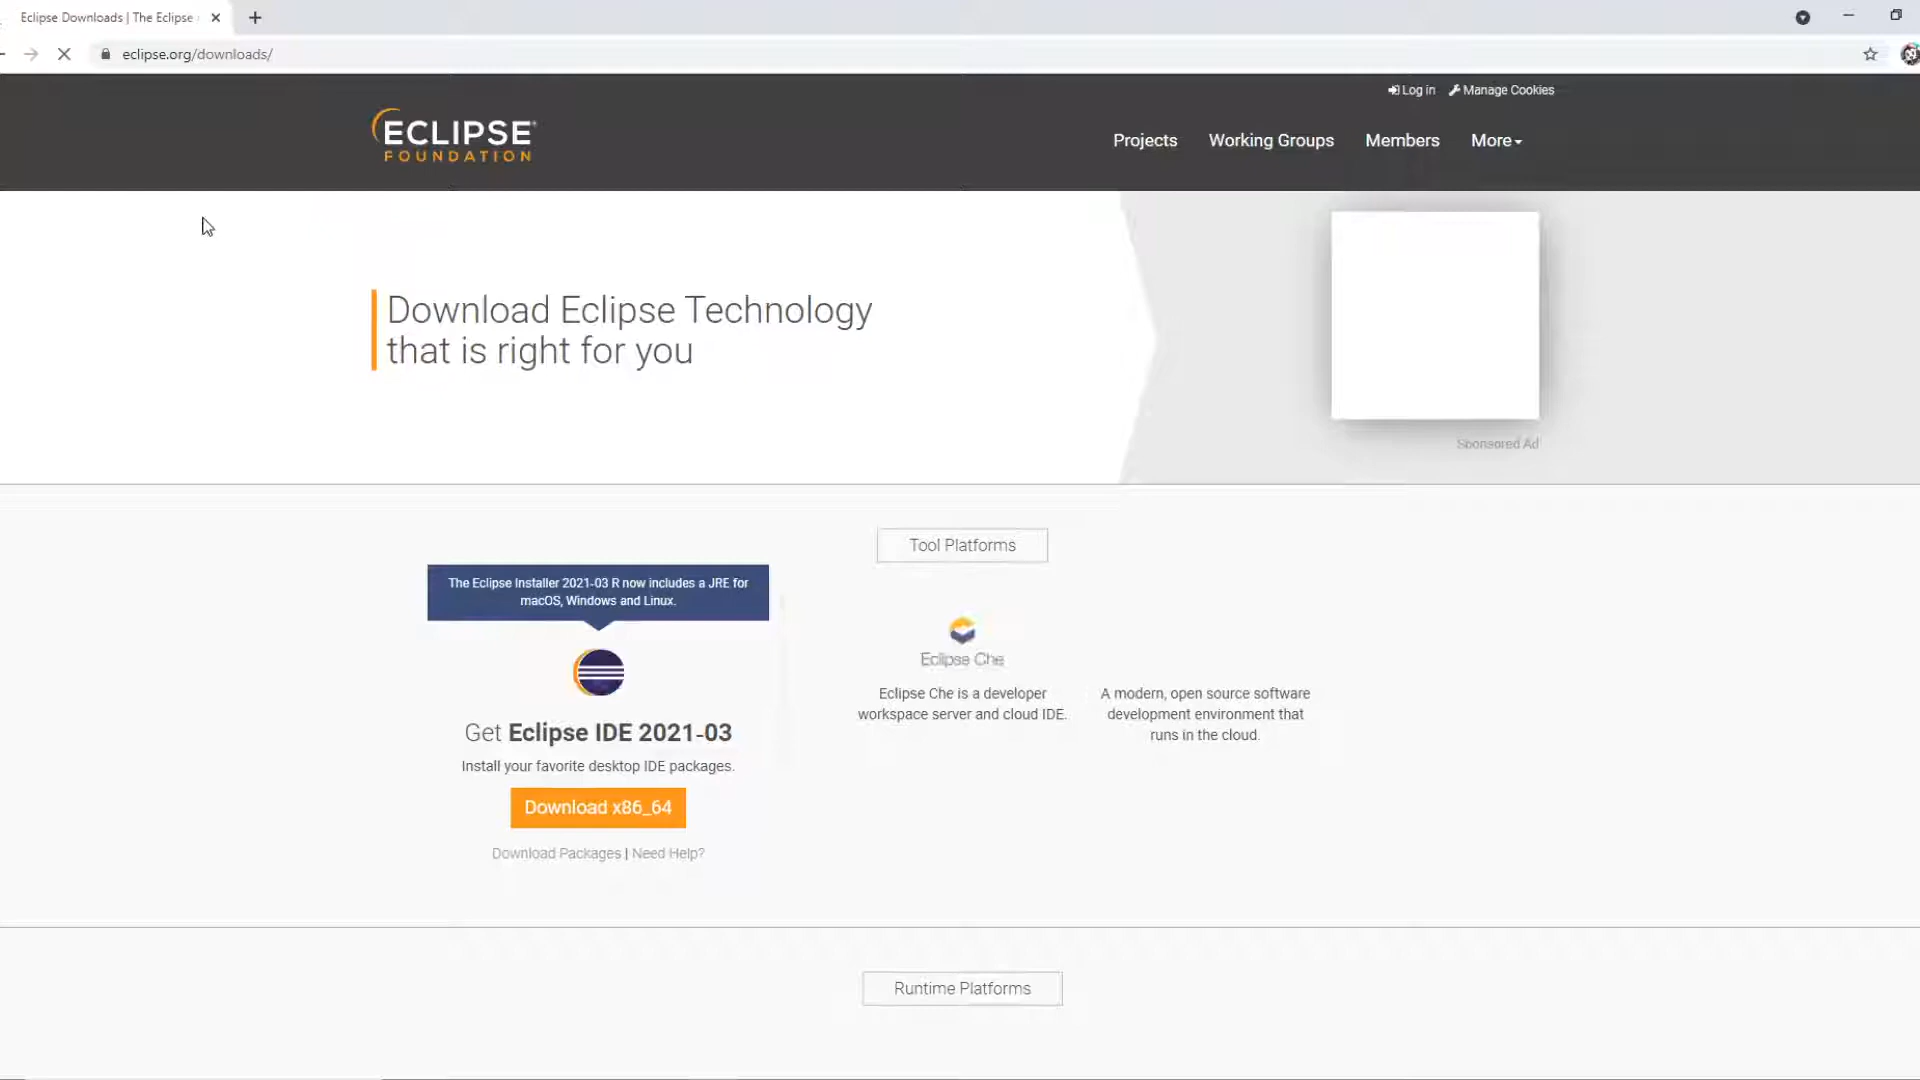 Eclipse Downloads | The Eclipse
eclipse.org/downloads/
Log in Manage Cookies
ECLIPSE
FOUNDATION
Projects Working Groups Members More
Download Eclipse Technology
that is right for you
Sponsored Ad
Tool Platforms
The Eclipse Installer 2021-03 R now includes a JRE for
macOS, Windows and Linux.
Get Eclipse IDE 2021-03
Install your favorite desktop IDE packages.
Download x86_64
Download Packages | Need Help?
Eclipse Che
Eclipse Che is a developer
workspace server and cloud IDE.
A modern, open source software
development environment that
runs in the cloud.
Runtime Platforms